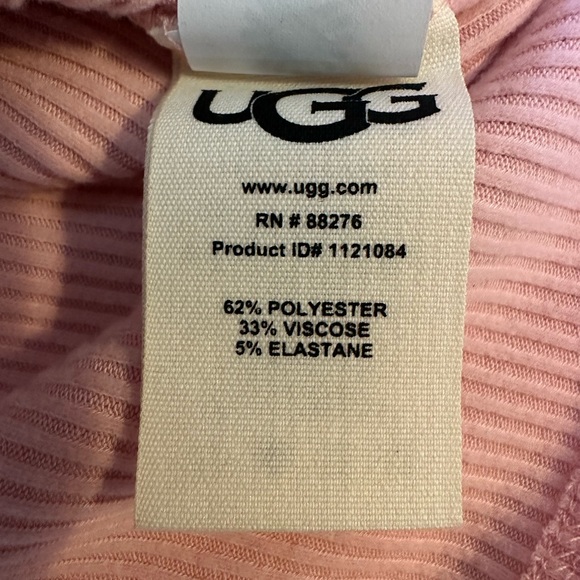 UGG
www.ugg.com
RN # 88276
Product ID# 1121084
62% POLYESTER
33% VISCOSE
5% ELASTANE